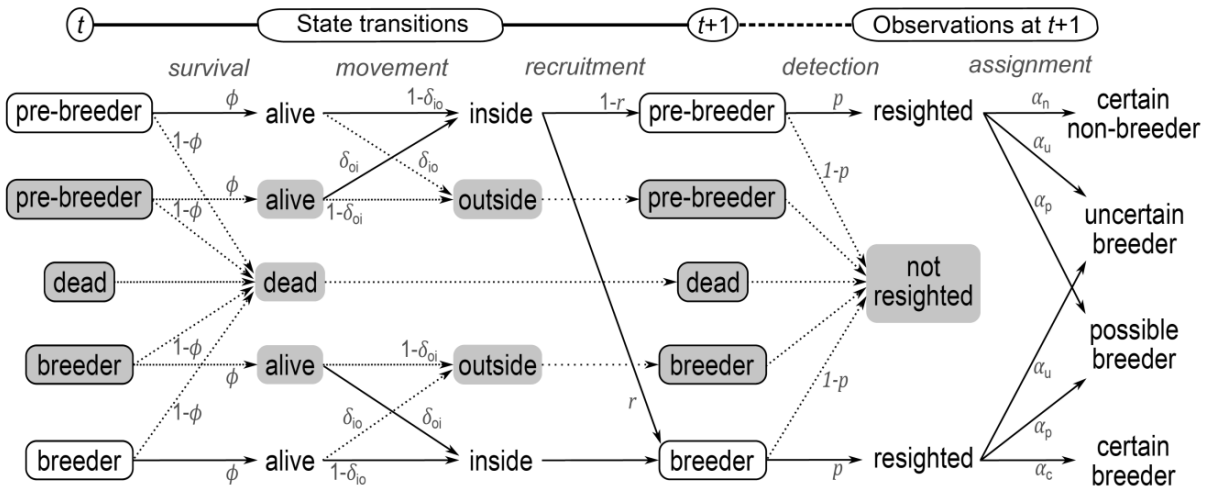 t State transitions t+1 Observations at t+1
survival movement recruitment detection assignment
pre-breeder ϕ alive 1-δio inside 1-r pre-breeder p resighted αn certain
non-breeder
1-ϕ δoi δio 1-p αu
pre-breeder ϕ alive 1-δoi outside pre-breeder αp
1-ϕ uncertain
breeder
dead dead dead not
resighted
possible
breeder
1-ϕ 1-δoi
breeder ϕ alive outside breeder 1-p αu
1-ϕ δio δoi r αp
breeder ϕ alive 1-δio inside breeder p resighted αc certain
breeder